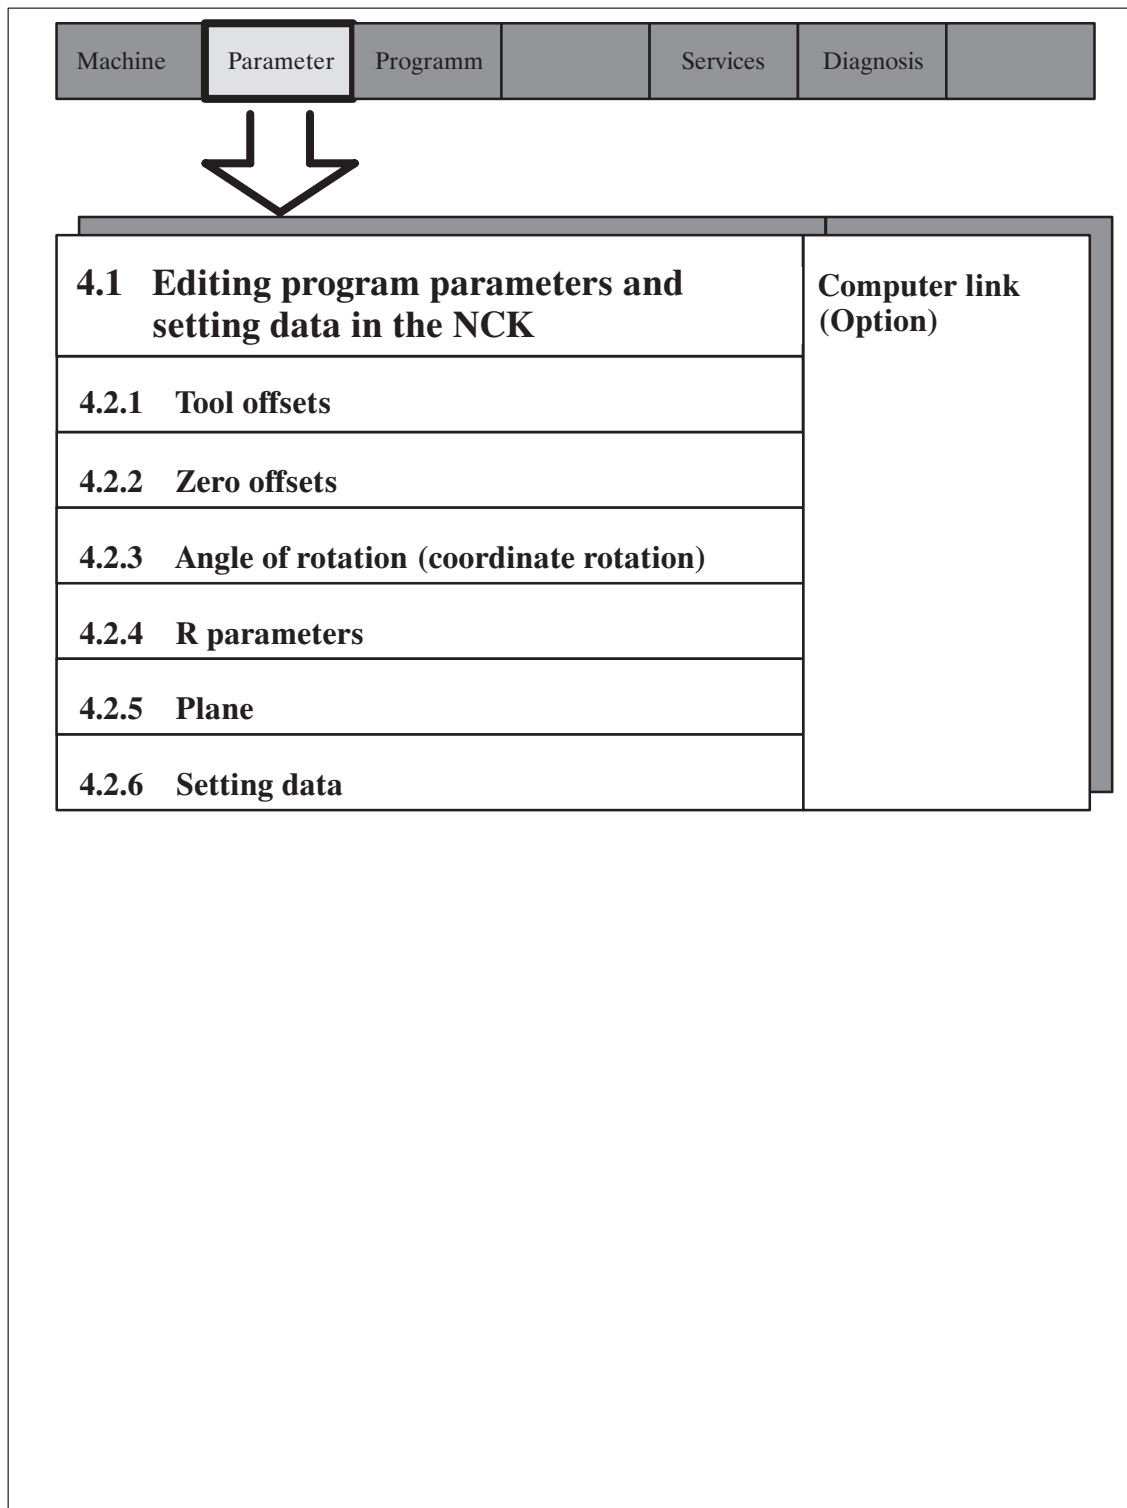 Machine Parameter Programm Services Diagnosis
4.1 Editing program parameters and
setting data in the NCK
Computer link
(Option)
4.2.1 Tool offsets
4.2.2 Zero offsets
4.2.3 Angle of rotation (coordinate rotation)
4.2.4 R parameters
4.2.5 Plane
4.2.6 Setting data